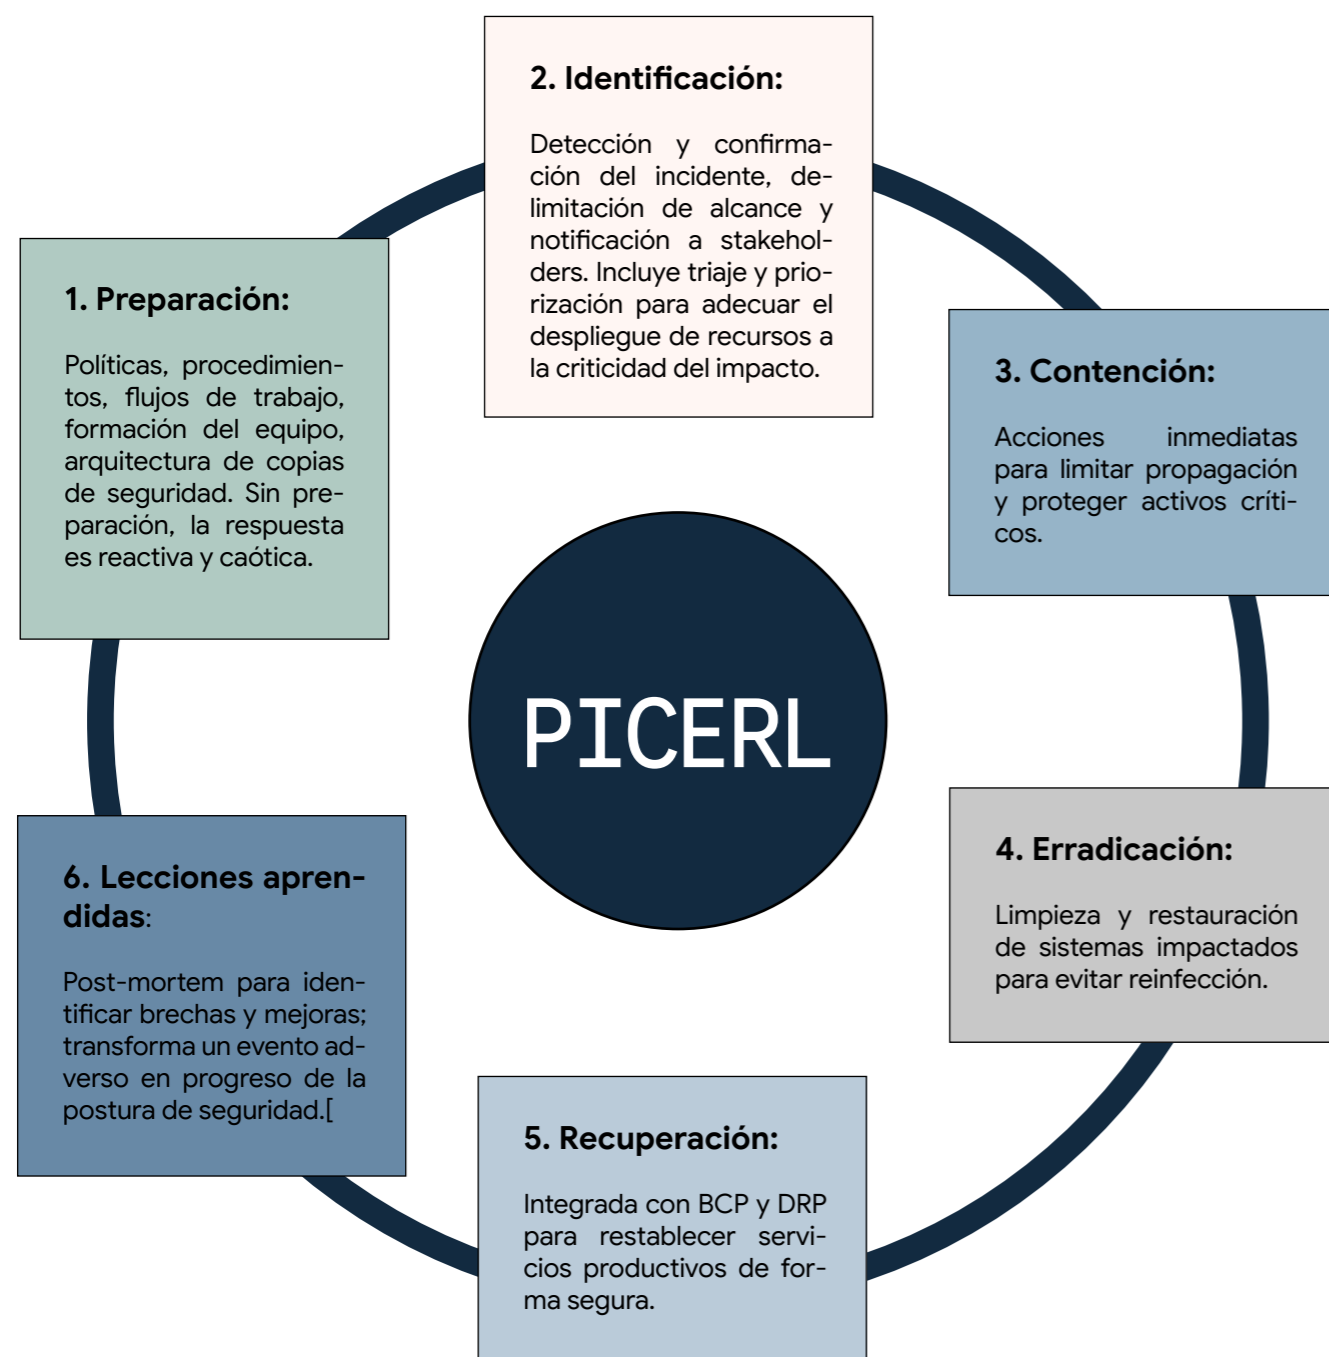 1. Preparación:
Políticas, procedimien-
tos, flujos de trabajo,
formación del equipo,
arquitectura de copias
de seguridad. Sin pre-
paración, la respuesta
es reactiva y caótica.
2. Identificación:
Detección y confirma-
ción del incidente, de-
limitación de alcance y
notificación a stakehol-
ders. Incluye triaje y prio-
rización para adecuar el
despliegue de recursos a
la criticidad del impacto.
3. Contención:
Acciones inmediatas
para limitar propagación
y proteger activos críti-
cos.
4. Erradicación:
Limpieza y restauración
de sistemas impactados
para evitar reinfección.
5. Recuperación:
Integrada con BCP y DRP
para restablecer servi-
cios productivos de for-
ma segura.
6. Lecciones apren-
didas:
Post-mortem para iden-
tificar brechas y mejoras;
transforma un evento ad-
verso en progreso de la
postura de seguridad.[
PICERL